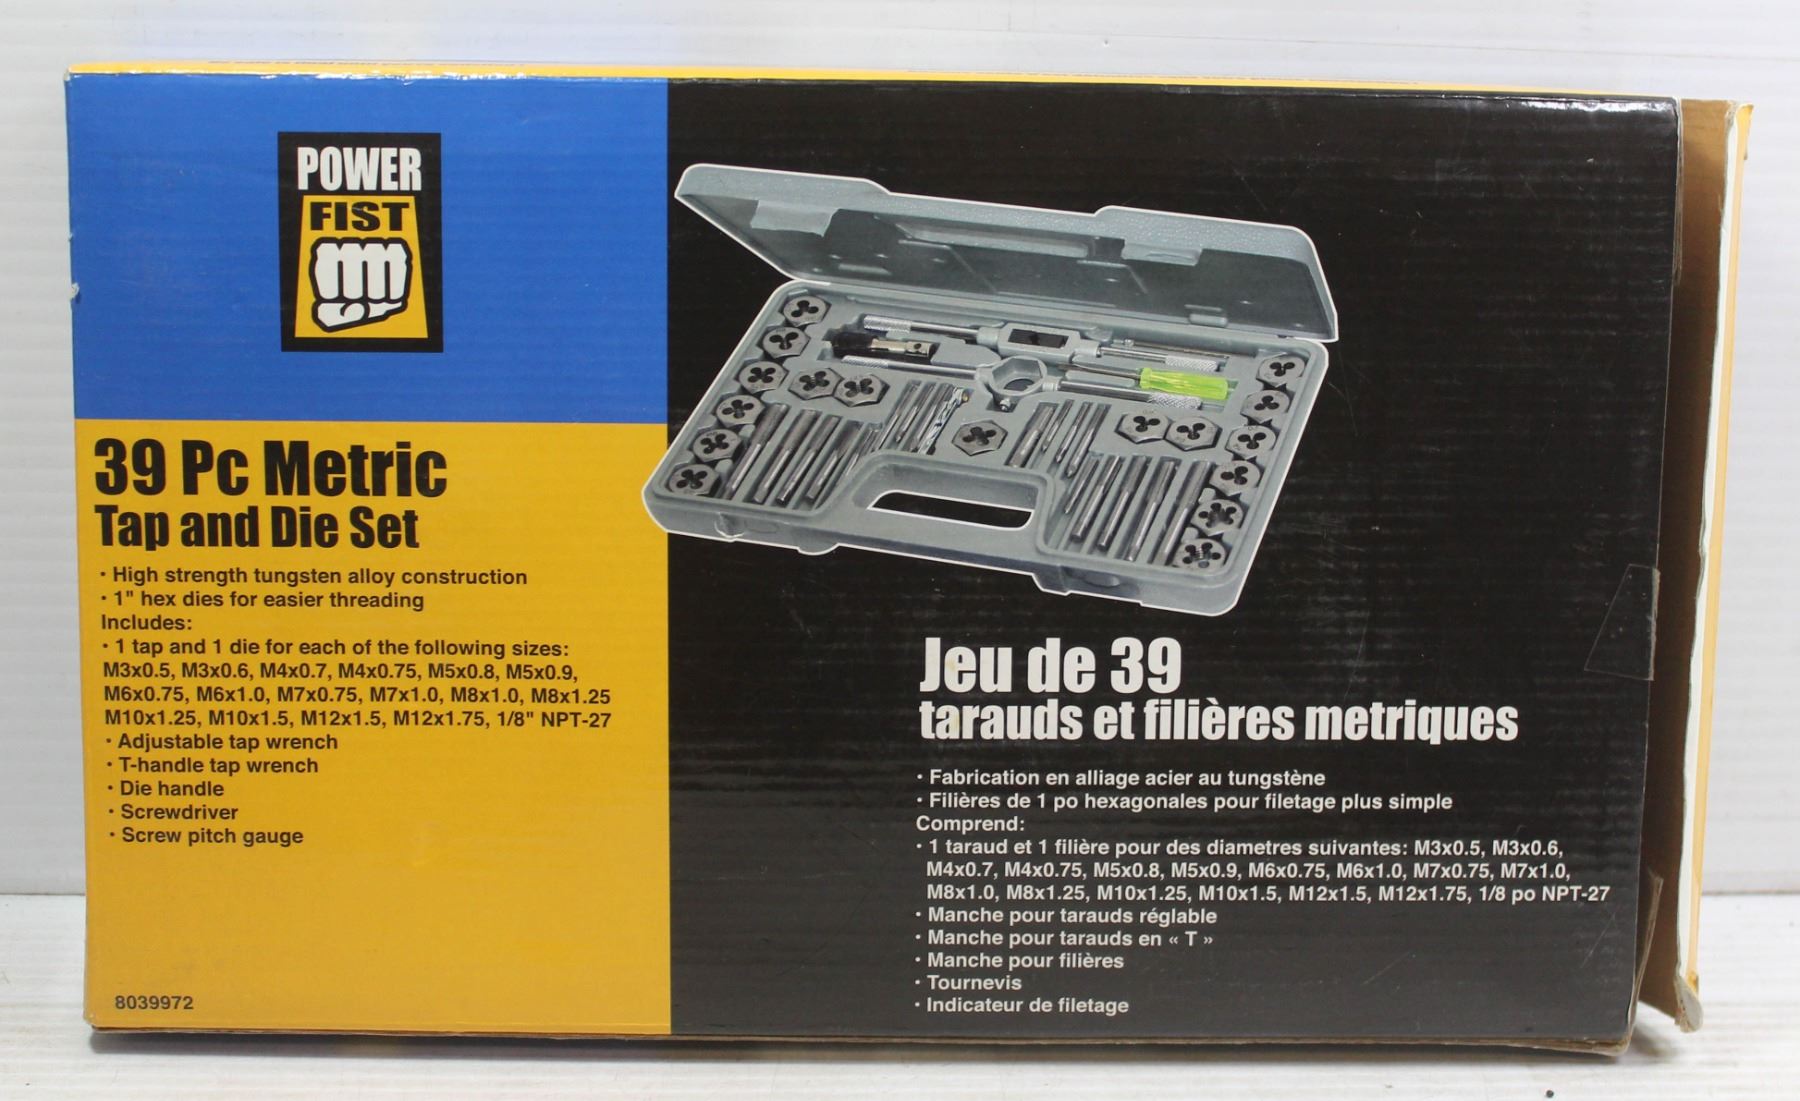 POWER
FIST
39 Pc Metric
Tap and Die Set
· High strength tungsten alloy construction
· 1" hex dies for easier threading
Includes:
· 1 tap and 1 die for each of the following sizes:
M3x0.5, M3x0.6, M4x0.7, M4x0.75, M5x0.8, M5x0.9,
M6x0.75, M6x1.0, M7x0.75, M7x1.0, M8x1.0, M8x1.25
M10x1.25, M10x1.5, M12x1.5, M12x1.75, 1/8" NPT-27
· Adjustable tap wrench
· T-handle tap wrench
· Die handle
· Screwdriver
· Screw pitch gauge
8039972
Jeu de 39
tarauds et filières metriques
· Fabrication en alliage acier au tungstène
· Filières de 1 po hexagonales pour filetage plus simple
Comprend:
· 1 taraud et 1 filière pour des diametres suivantes: M3x0.5, M3x0.6,
M4x0.7, M4x0.75, M5x0.8, M5x0.9, M6x0.75, M6x1.0, M7x0.75, M7x1.0,
M8x1.0, M8x1.25, M10x1.25, M10x1.5, M12x1.5, M12x1.75, 1/8 po NPT-27
· Manche pour tarauds réglable
· Manche pour tarauds en « T »
· Manche pour filières
· Tournevis
· Indicateur de filetage